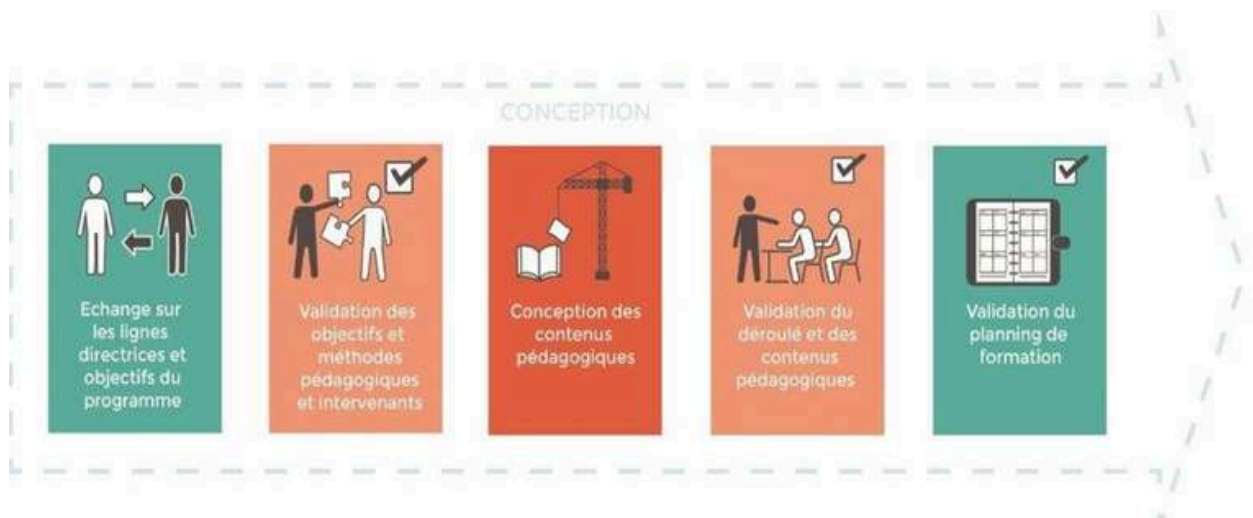 CONCEPTION
Echange sur
les lignes
directrices et
objectifs du
programme
Validation des
objectifs et
méthodes
pédagogiques
et intervenants
Conception des
contenus
pédagogiques
Validation du
déroulé et des
contenus
pédagogiques
Validation du
planning de
formation